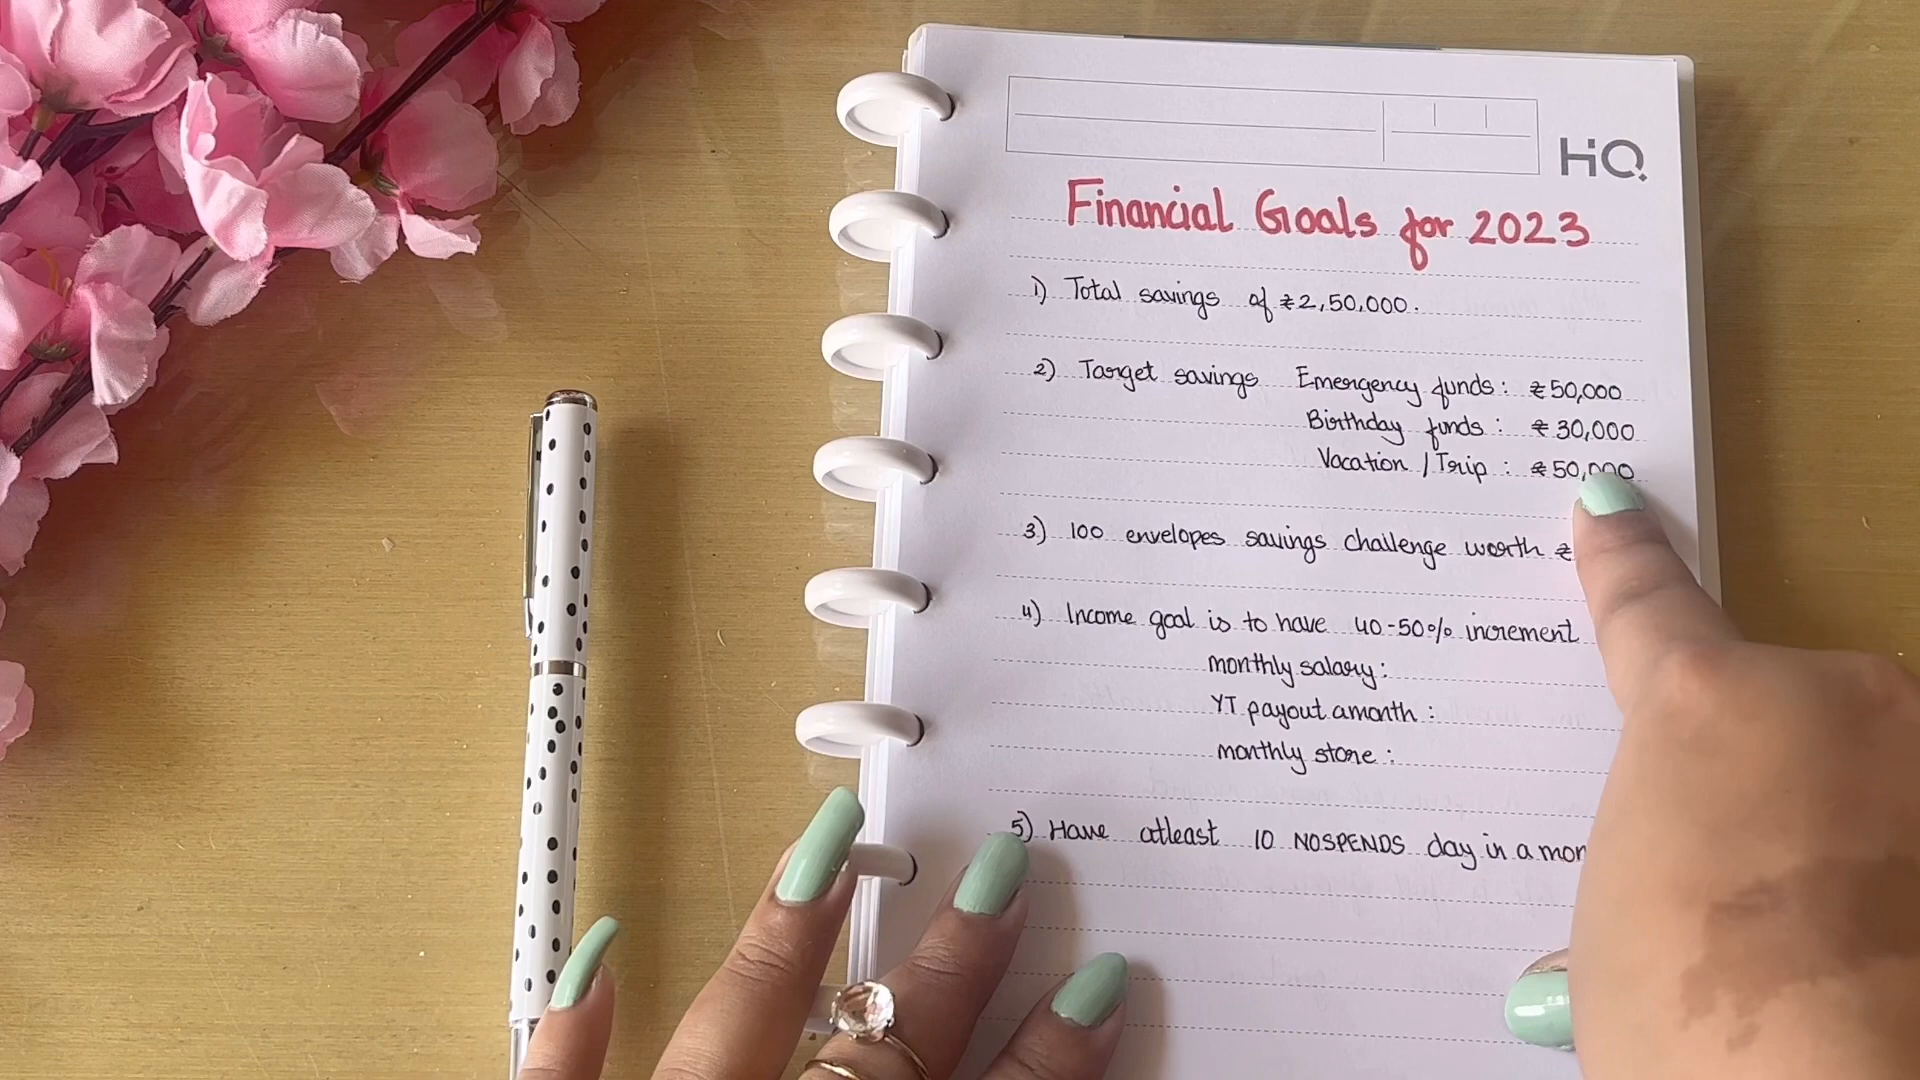 HQ
Financial Goals for 2023
1) Total savings of ₹2,50,000.
2) Target savings Emergency funds: ₹50,000
Birthday funds: ₹30,000
Vacation / Trip: ₹50,000
3) 100 envelopes savings challenge worth ₹
4) Income goal is to have 40-50% increment
monthly salary:
YT payout a month:
monthly store:
5) Have atleast 10 NOSPENDS day in a mon